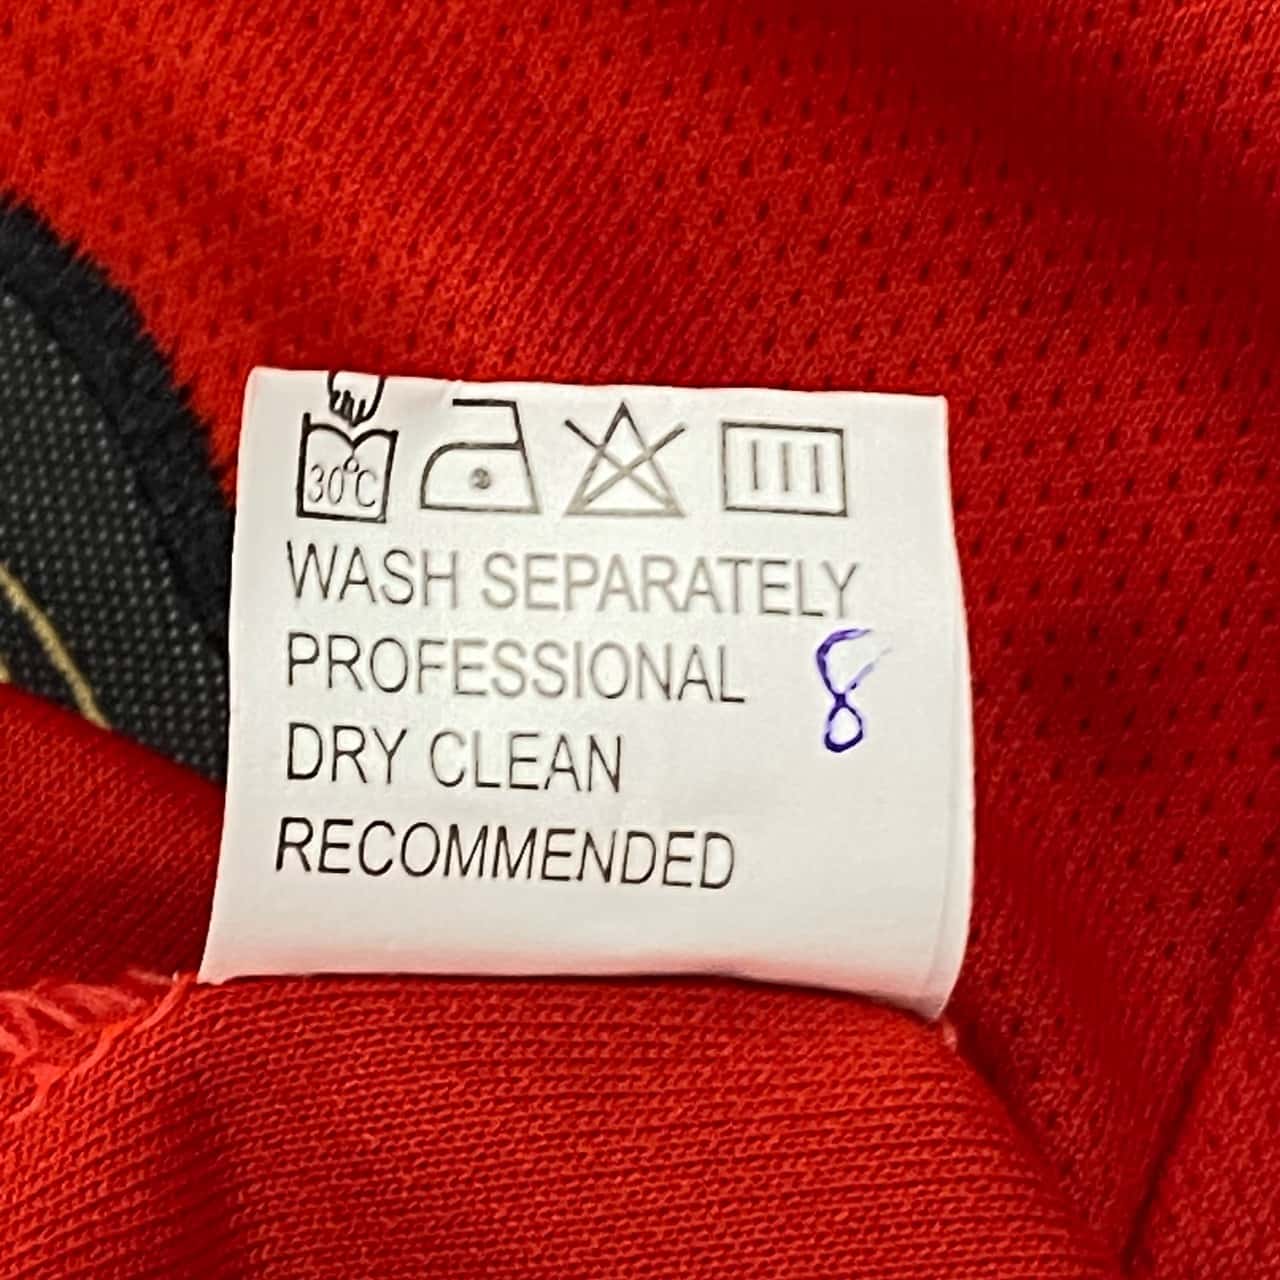 30°C
WASH SEPARATELY
PROFESSIONAL
8
DRY CLEAN
RECOMMENDED